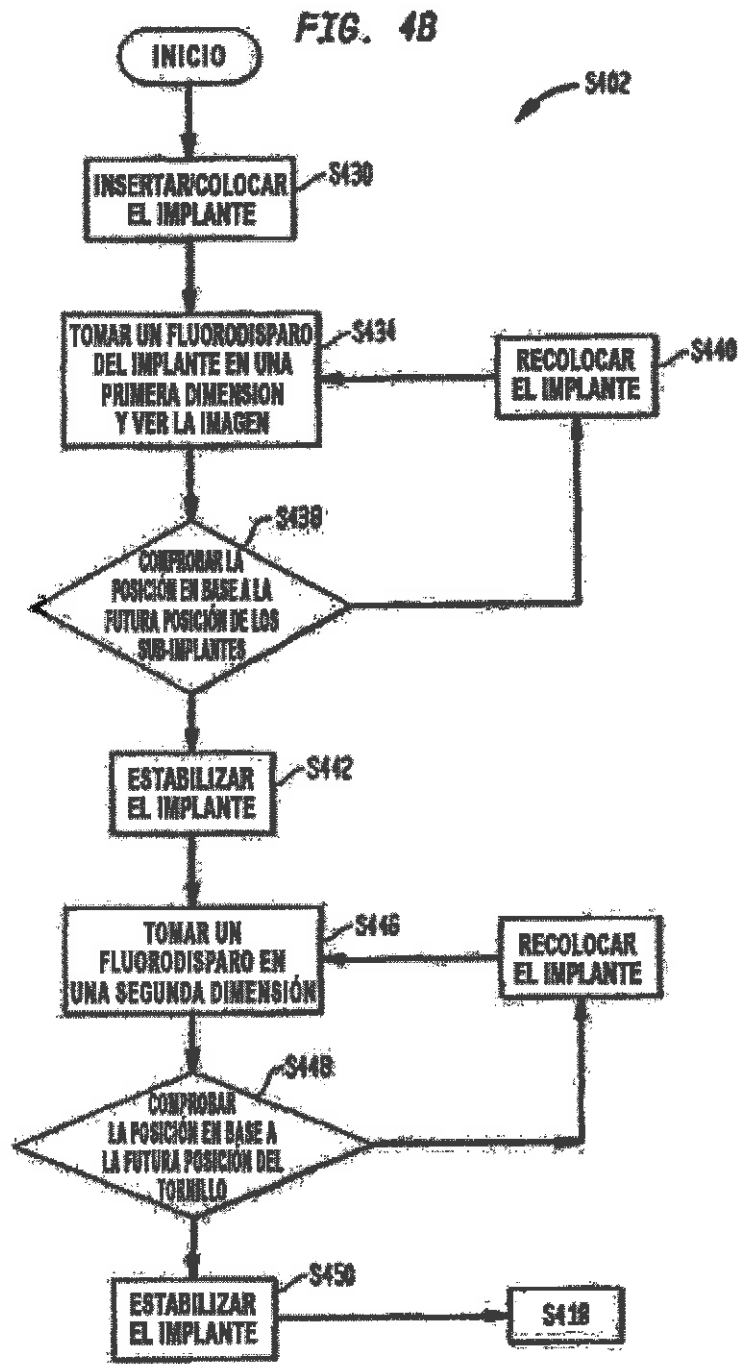 FIG. 4B
INICIO
S402
INSERTAR/COLOCAR
EL IMPLANTE
S430
TOMAR UN FLUORODISPARO
DEL IMPLANTE EN UNA
PRIMERA DIMENSION
Y VER LA IMAGEN
S434
RECOLOCAR
EL IMPLANTE
S440
S438
COMPROBAR LA
POSICIÓN EN BASE A LA
FUTURA POSICIÓN DE LOS
SUB-IMPLANTES
ESTABILIZAR
EL IMPLANTE
S442
TOMAR UN
FLUORODISPARO EN
UNA SEGUNDA DIMENSIÓN
S446
RECOLOCAR
EL IMPLANTE
S448
COMPROBAR
LA POSICIÓN EN BASE A
LA FUTURA POSICIÓN DEL
TORNILLO
ESTABILIZAR
EL IMPLANTE
S450
S418